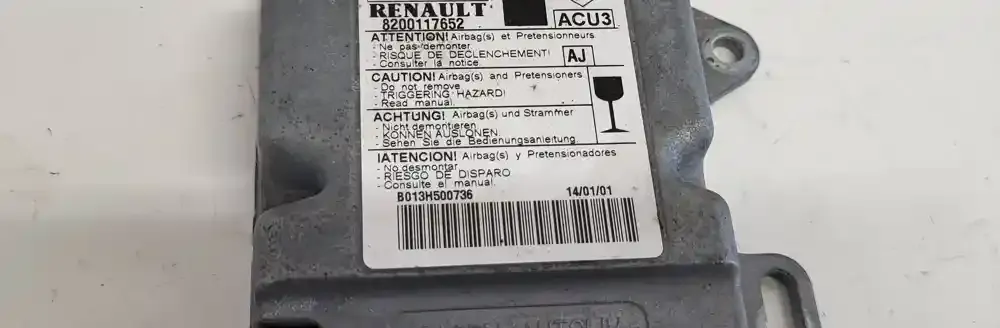 RENAULT
8200117652
ACU3
ATTENTION! Airbag(s) et Pretensionneurs
- Ne pas demonter
- RISQUE DE DECLENCHEMENT!
- Consulter la notice.
AJ
CAUTION! Airbag(s) and Pretensioners
- Do not remove
- TRIGGERING HAZARD!
- Read manual.
ACHTUNG! Airbag(s) und Strammer
- Nicht demontieren
- KONNEN AUSLONEN
- Sehen Sie die Bedienungsanleitung.
IATENCION! Airbag(s) y Pretensionadores
- No desmontar
- RIESGO DE DISPARO
- Consulte el manual.
B013H500736 14/01/01